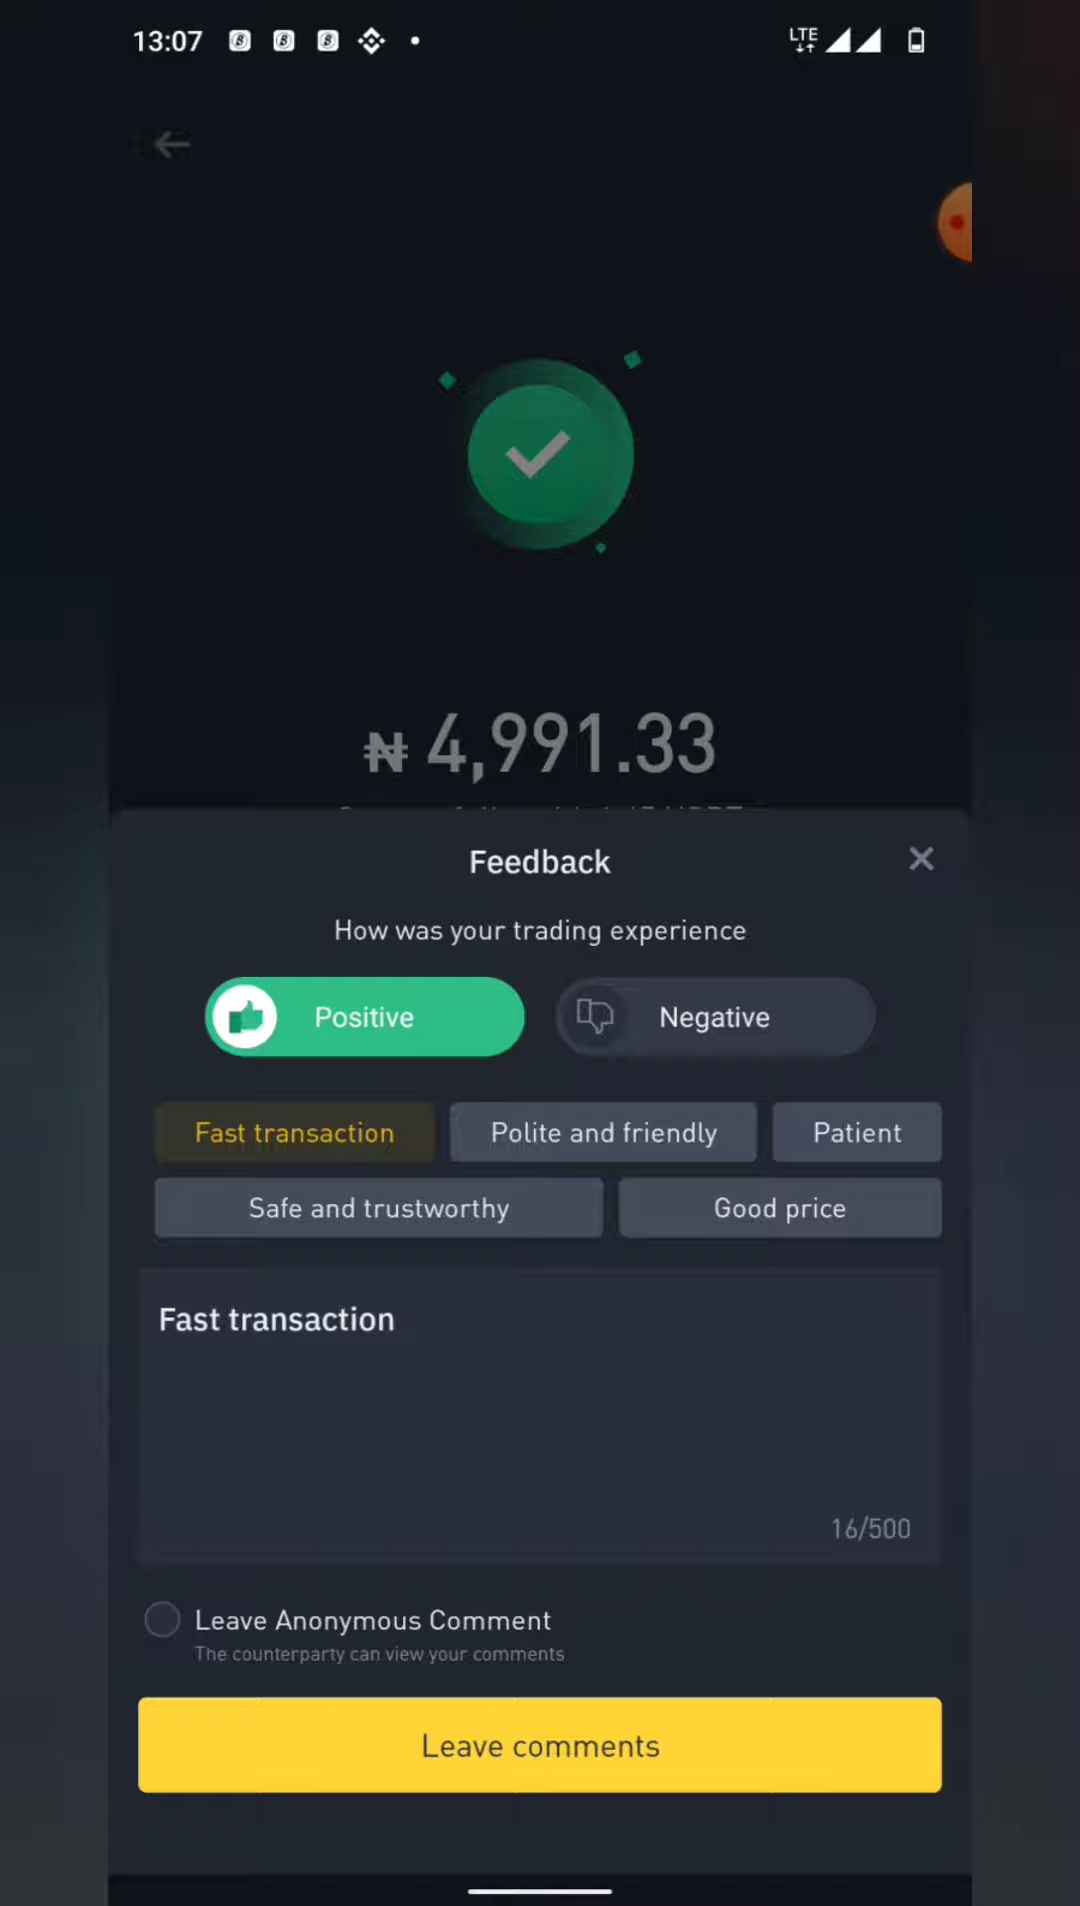 13:07
LTE
₦ 4,991.33
Feedback
How was your trading experience
Positive
Negative
Fast transaction
Polite and friendly
Patient
Safe and trustworthy
Good price
Fast transaction
16/500
Leave Anonymous Comment
The counterparty can view your comments
Leave comments